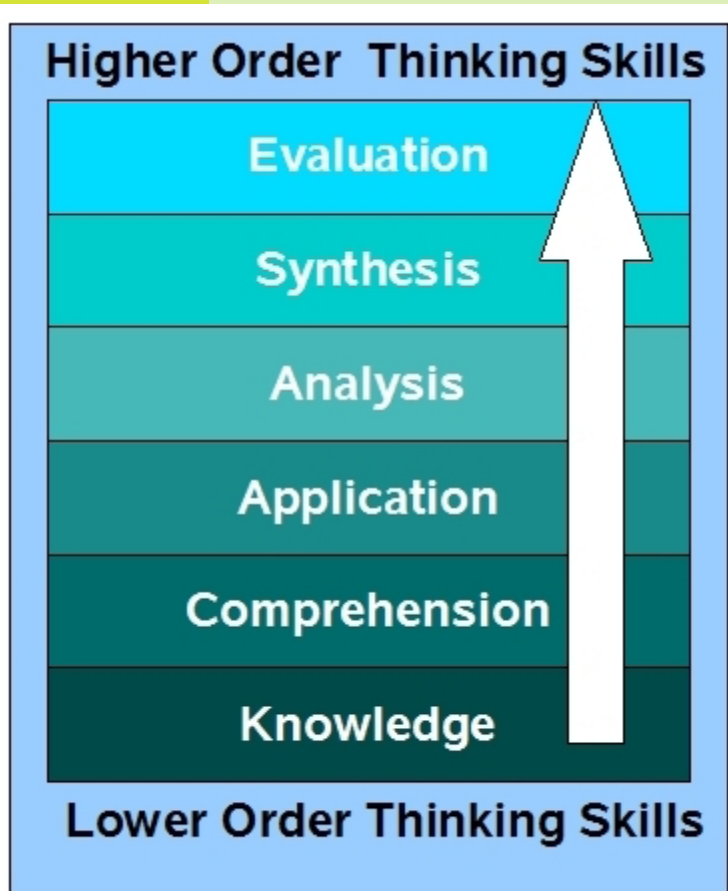 Higher Order Thinking Skills
Evaluation
Synthesis
Analysis
Application
Comprehension
Knowledge
Lower Order Thinking Skills